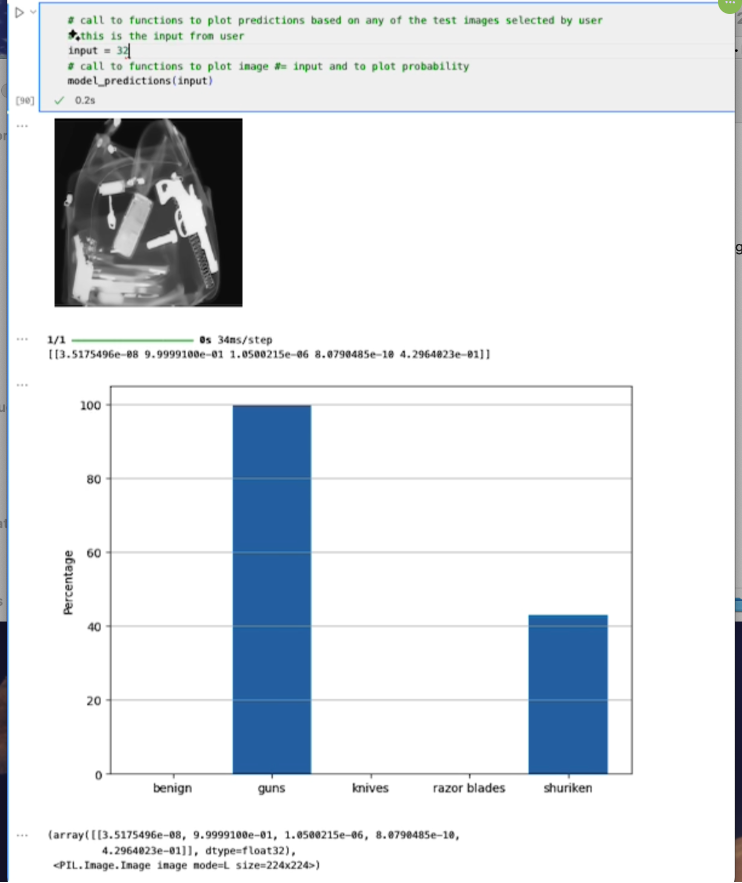 # call to functions to plot predictions based on any of the test images selected by user
this is the input from user
input = 32
# call to functions to plot image #= input and to plot probability
model_predictions(input)
[90]
0.2s
1/1
0s 34ms/step
[[3.5175496e-08 9.9999100e-01 1.0500215e-06 8.0790485e-10 4.2964023e-01]]
100
80
60
40
20
0
Percentage
benign guns knives razor blades shuriken
(array([[3.5175496e-08, 9.9999100e-01, 1.0500215e-06, 8.0790485e-10,
4.2964023e-01]], dtype=float32),
<PIL.Image.Image image mode=L size=224x224>)